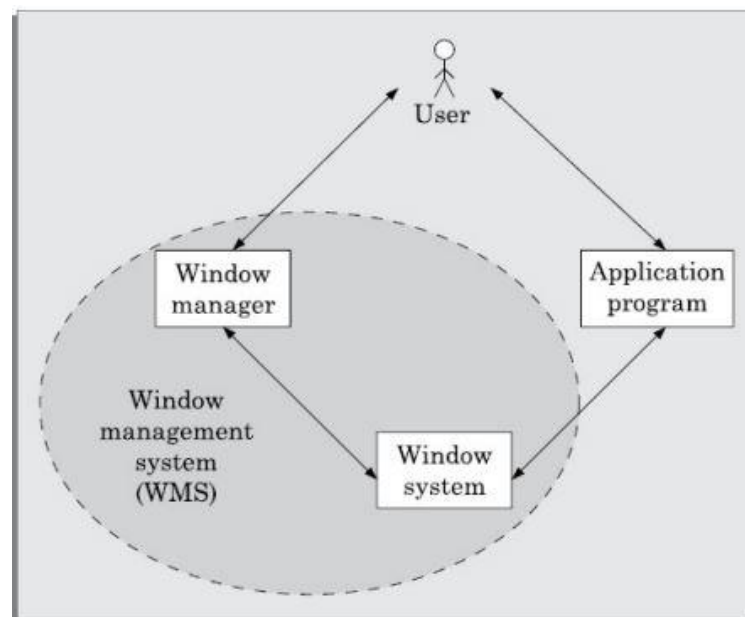 User
Window
manager
Application
program
Window
management
system
(WMS)
Window
system